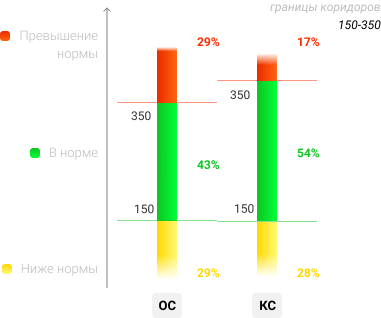 границы коридоров
150-350
Превышение
нормы
29%
17%
350
350
В норме
43%
54%
150
150
Ниже нормы
29%
28%
ОС
КС